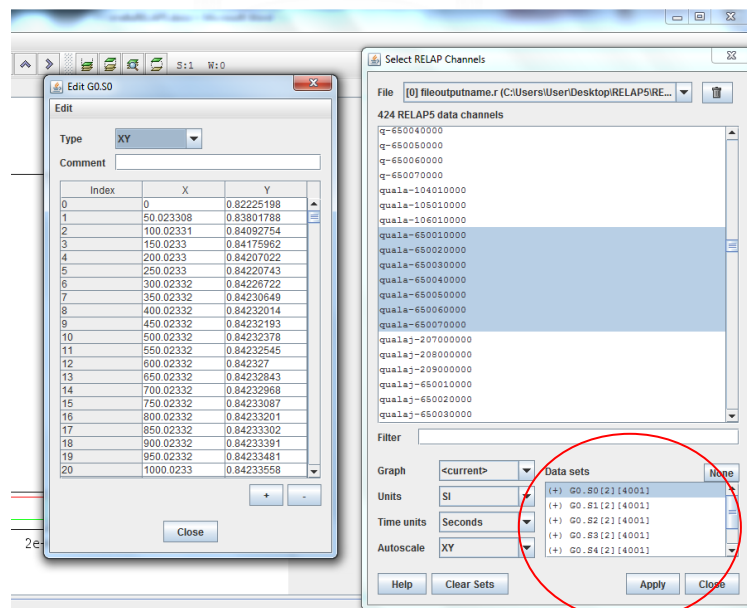 S:1 W:0
Edit G0.S0
Edit
Type XY
Comment
Index X Y
0 0 0.82225198
1 50.023308 0.83801788
2 100.02331 0.84092754
3 150.0233 0.84175962
4 200.0233 0.84207022
5 250.0233 0.84220743
6 300.02332 0.84226722
7 350.02332 0.84230649
8 400.02332 0.84232014
9 450.02332 0.84232193
10 500.02332 0.84232378
11 550.02332 0.84232545
12 600.02332 0.842327
13 650.02332 0.84232843
14 700.02332 0.84232968
15 750.02332 0.84233087
16 800.02332 0.84233201
17 850.02332 0.84233302
18 900.02332 0.84233391
19 950.02332 0.84233481
20 1000.0233 0.84233558
+ -
Close
2e-
Select RELAP Channels
File [0] fileoutputname.r (C:\Users\User\Desktop\RELAP5\RE...
424 RELAP5 data channels
q-650040000
q-650050000
q-650060000
q-650070000
quala-104010000
quala-105010000
quala-106010000
quala-650010000
quala-650020000
quala-650030000
quala-650040000
quala-650050000
quala-650060000
quala-650070000
qualaj-207000000
qualaj-208000000
qualaj-209000000
qualaj-650010000
qualaj-650020000
qualaj-650030000
Filter
Graph <current>
Units SI
Time units Seconds
Autoscale XY
Data sets None
(+) G0.S0[2][4001]
(+) G0.S1[2][4001]
(+) G0.S2[2][4001]
(+) G0.S3[2][4001]
(+) G0.S4[2][4001]
Help Clear Sets Apply Close